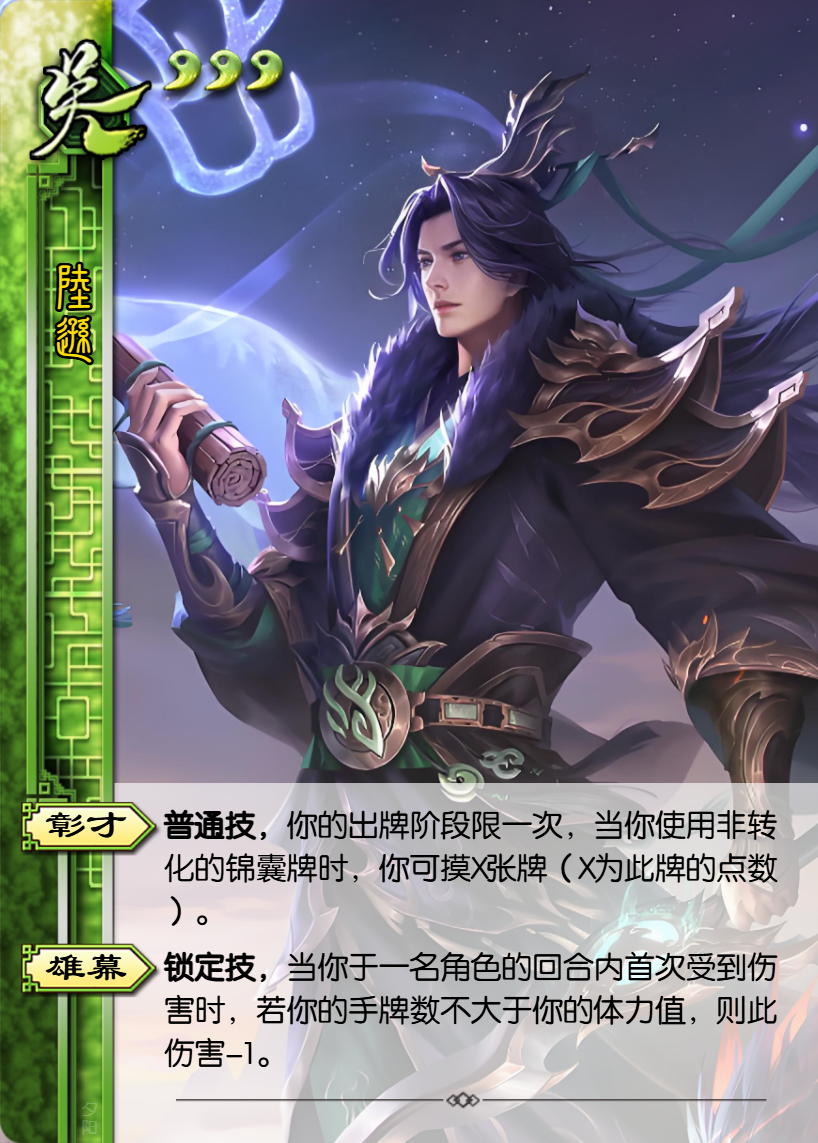 吴
陸遜
彰才
普通技，你的出牌阶段限一次，当你使用非转
化的锦囊牌时，你可摸X张牌（X为此牌的点数
）。
雄幕
锁定技，当你于一名角色的回合内首次受到伤
害时，若你的手牌数不大于你的体力值，则此
伤害-1。
夕阳